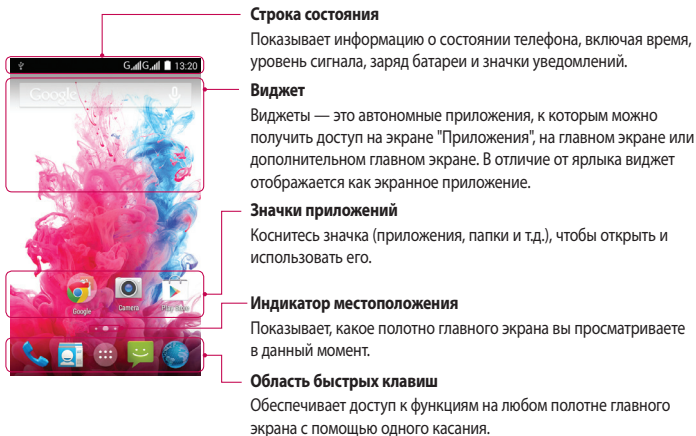 Строка состояния
Показывает информацию о состоянии телефона, включая время,
уровень сигнала, заряд батареи и значки уведомлений.
G G 13:20
Google
Виджет
Виджеты — это автономные приложения, к которым можно
получить доступ на экране "Приложения", на главном экране или
дополнительном главном экране. В отличие от ярлыка виджет
отображается как экранное приложение.
Значки приложений
Коснитесь значка (приложения, папки и т.д.), чтобы открыть и
использовать его.
Google Camera Play Store
Индикатор местоположения
Показывает, какое полотно главного экрана вы просматриваете
в данный момент.
Область быстрых клавиш
Обеспечивает доступ к функциям на любом полотне главного
экрана с помощью одного касания.